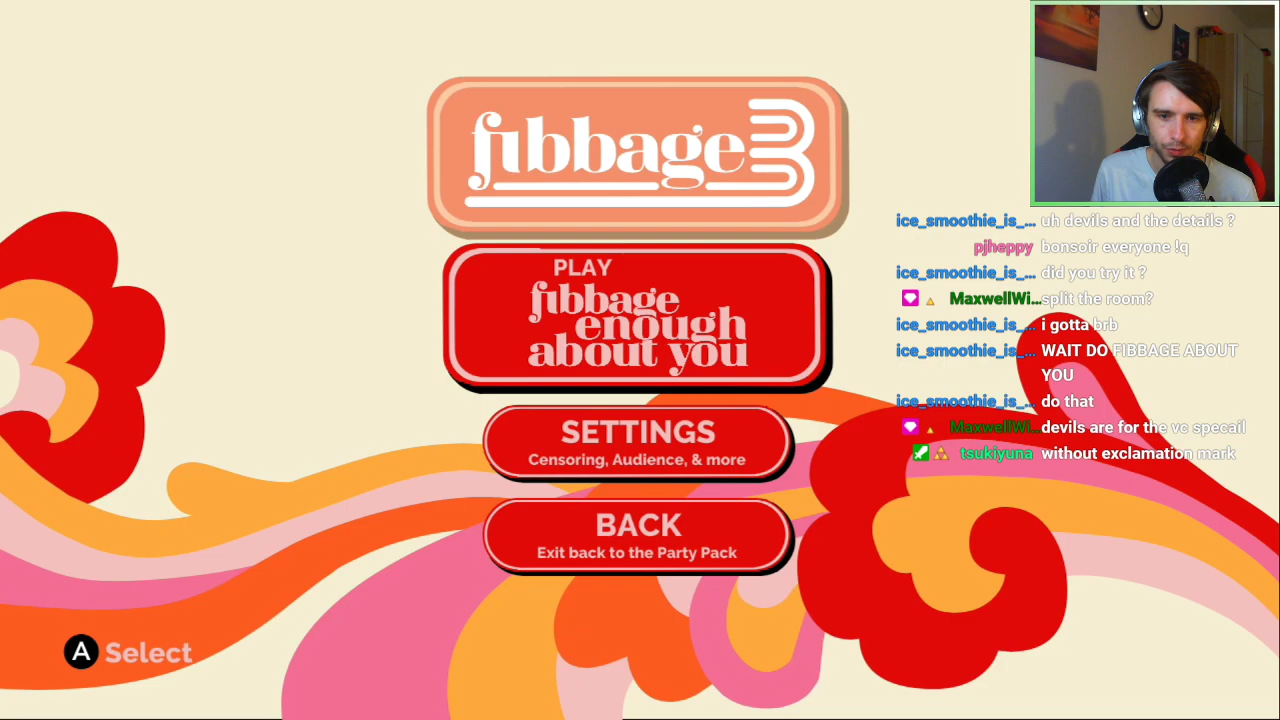 fibbage 3
PLAY
fibbage
enough
about you
SETTINGS
Censoring, Audience, & more
BACK
Exit back to the Party Pack
A Select
ice_smoothie_is_... uh devils and the details ?
pjheppy bonsoir everyone !q
ice_smoothie_is_... did you try it ?
MaxwellWi... split the room?
ice_smoothie_is_... i gotta brb
ice_smoothie_is_... WAIT DO FIBBAGE ABOUT
YOU
ice_smoothie_is_... do that
MaxwellWi... devils are for the vc specail
tsukiyuna without exclamation mark